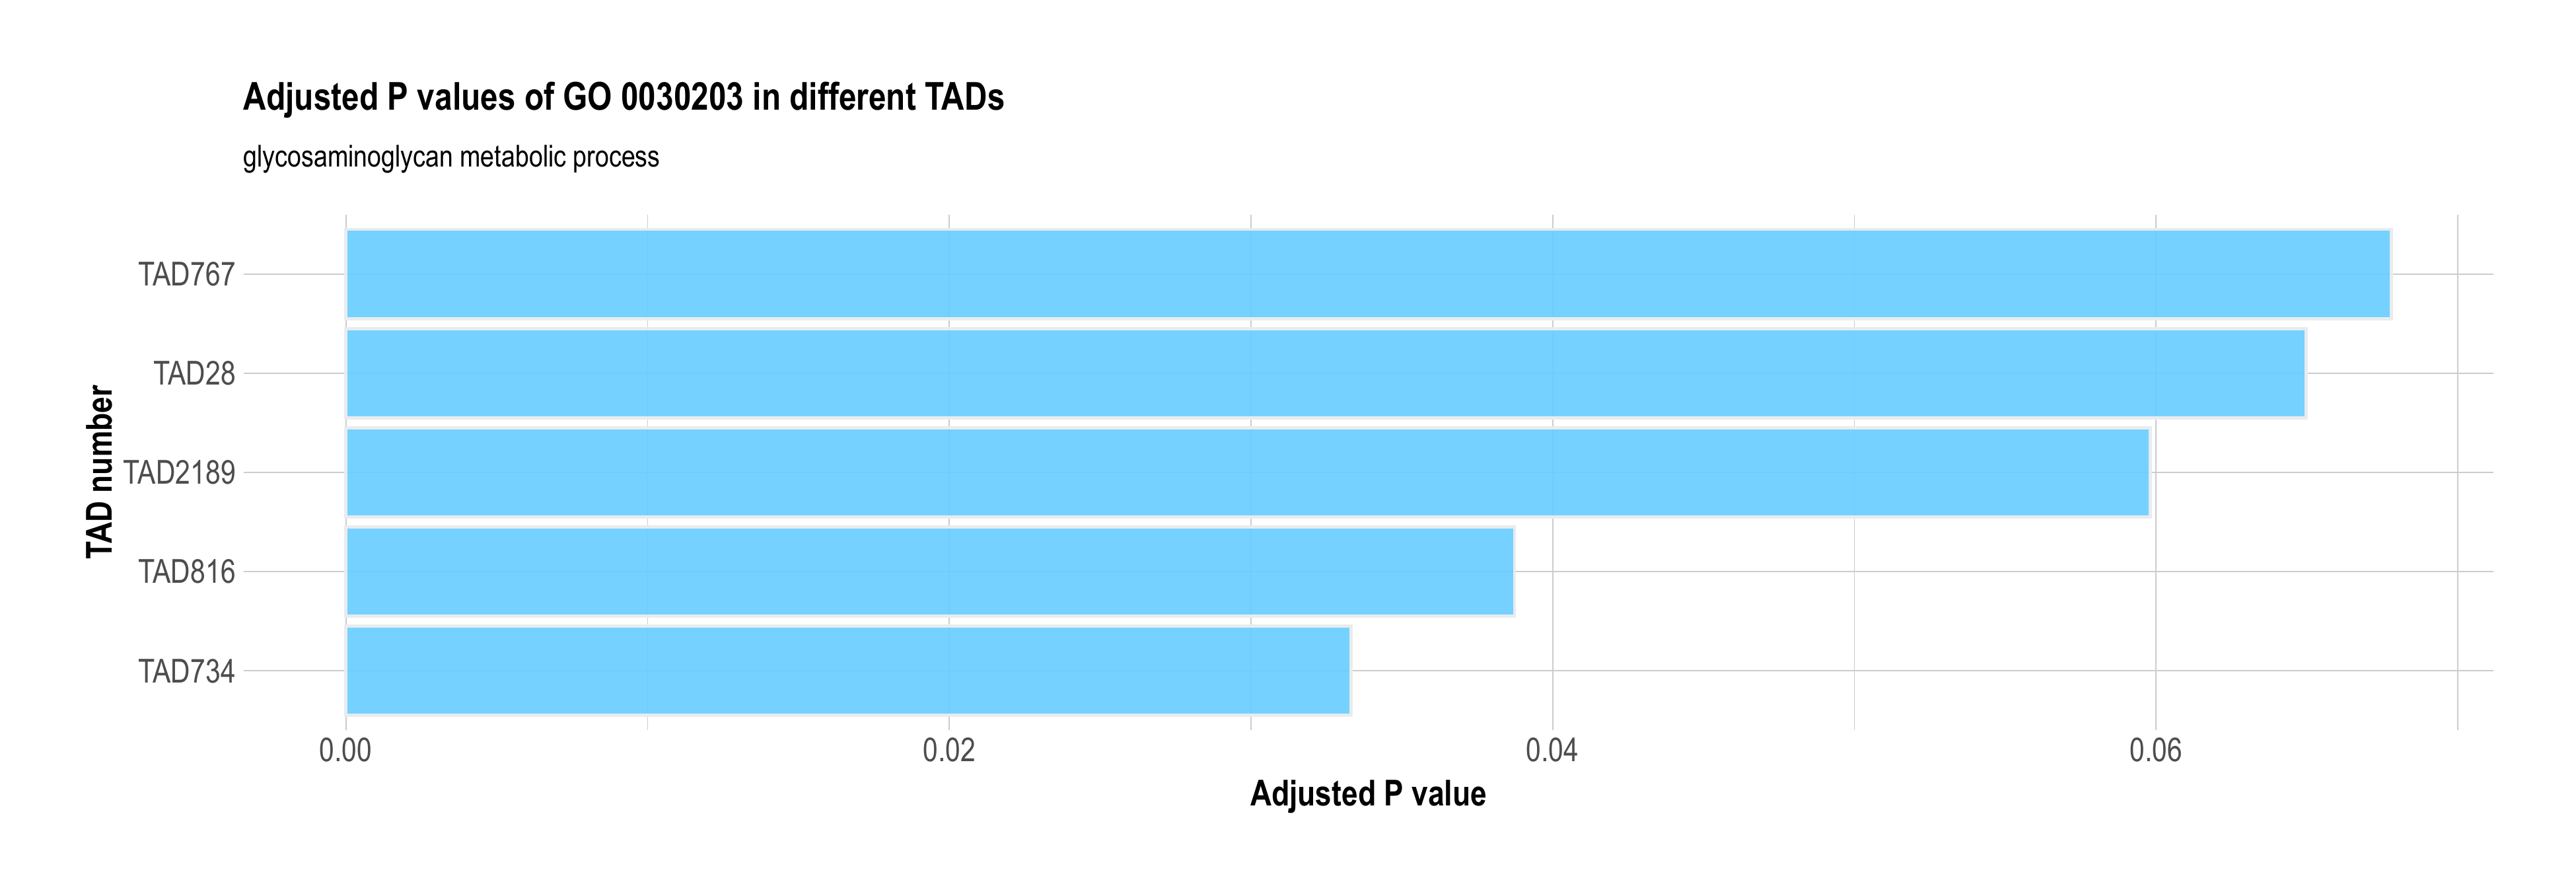 Adjusted P values of GO 0030203 in different TADs
glycosaminoglycan metabolic process
TAD number
TAD767
TAD28
TAD2189
TAD816
TAD734
0.00 0.02 0.04 0.06
Adjusted P value